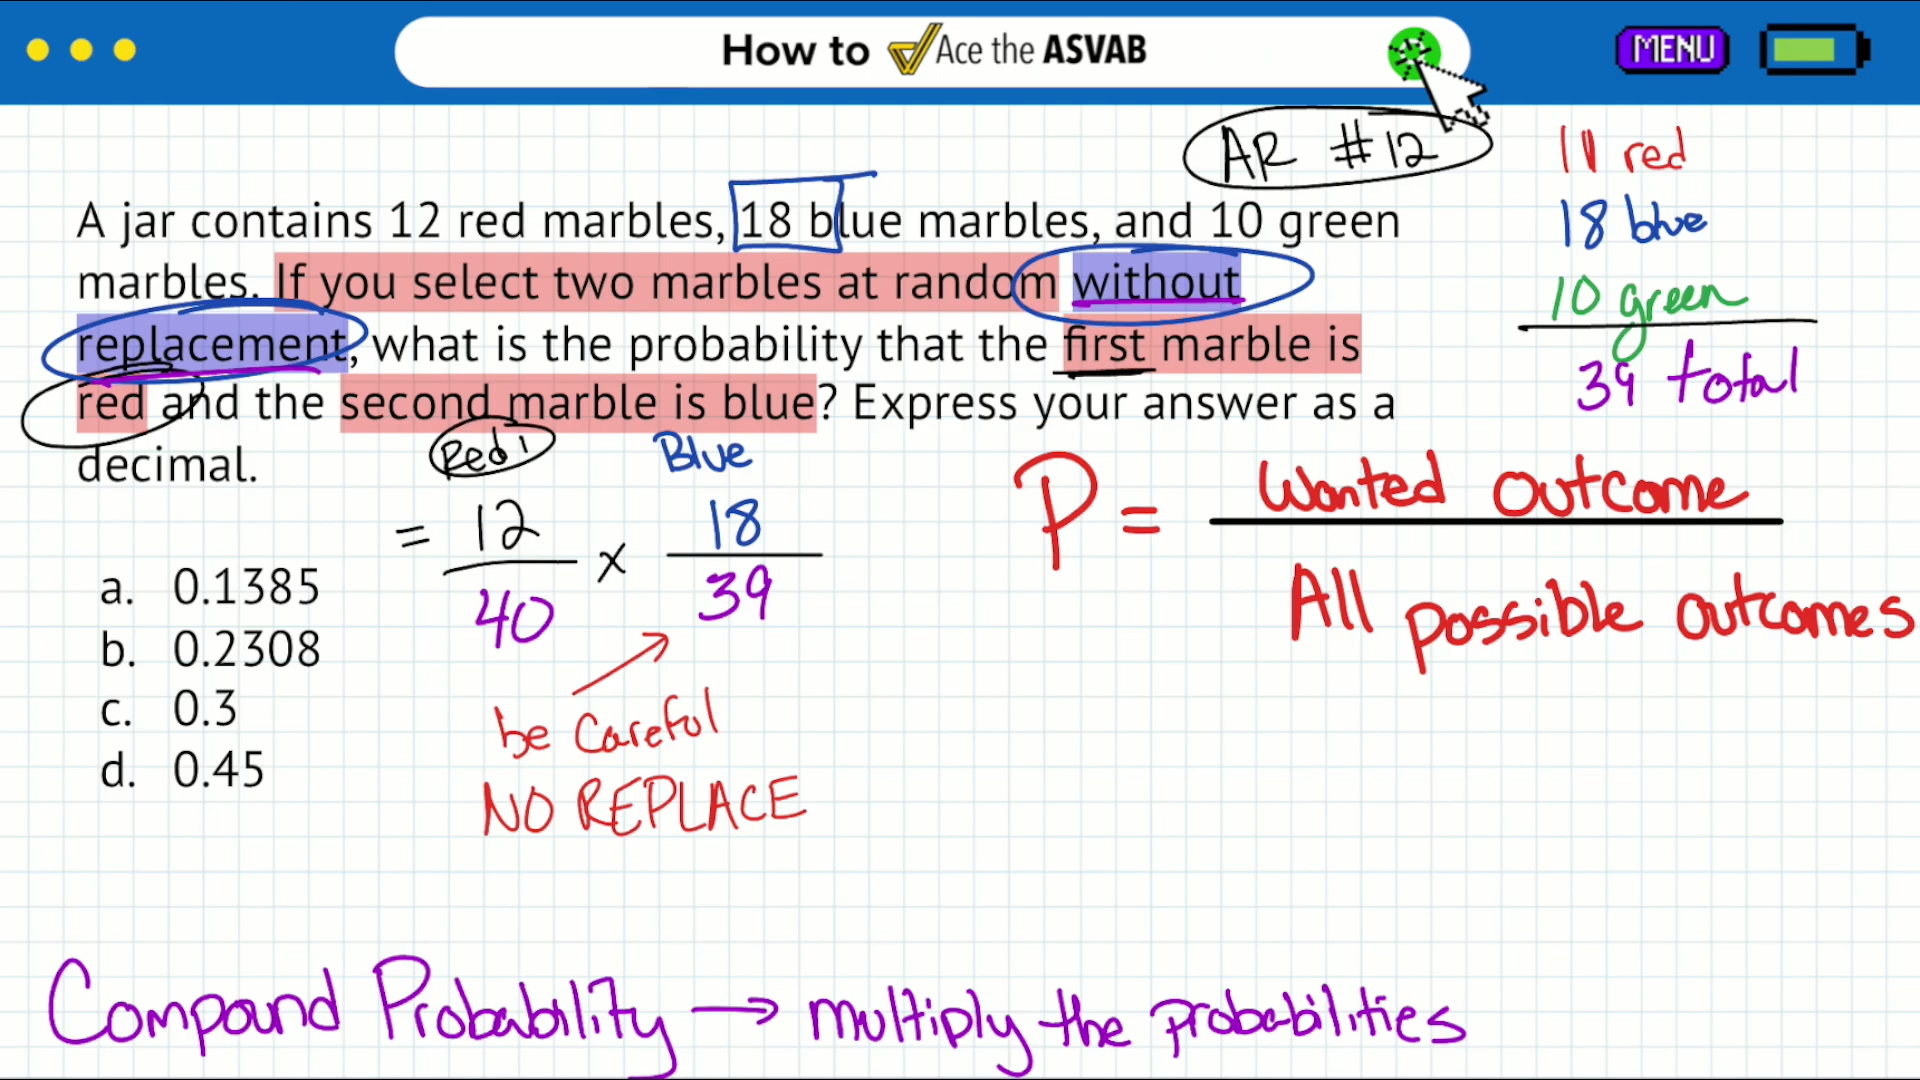 How to Ace the ASVAB
MENU
AR #12
A jar contains 12 red marbles, 18 blue marbles, and 10 green
marbles. If you select two marbles at random without
replacement, what is the probability that the first marble is
red and the second marble is blue? Express your answer as a
decimal.
11 red
18 blue
10 green
39 total
Red 1
Blue
= 12 × 18
40 39
P = Wanted outcome
All possible outcomes
a. 0.1385
b. 0.2308
c. 0.3
d. 0.45
be Careful
NO REPLACE
Compound Probability → multiply the probabilities